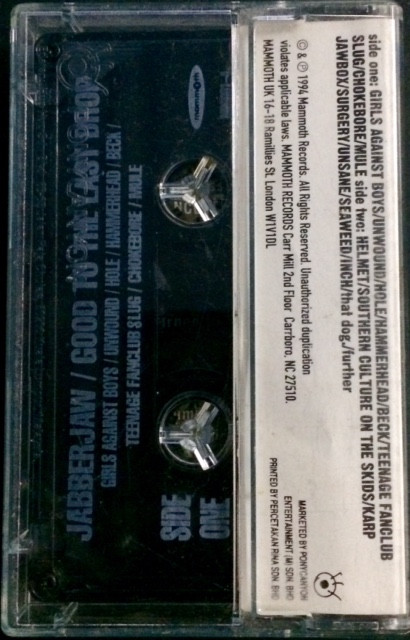 side one: GIRLS AGAINST BOYS/UNWOUND/HOLE/HAMMERHEAD/BECK/TEENAGE FANCLUB
SLUG/CHOKEBORE/MULE side two: HELMET/SOUTHERN CULTURE ON THE SKIDS/KARP
JAWBOX/SURGERY/UNSANE/SEAWEED/INCH/that dog./further
© & ℗ 1994 Mammoth Records. All Rights Reserved. Unauthorized duplication
violates applicable laws. MAMMOTH RECORDS Carr Mill 2nd Floor Carrboro, NC 27510.
MAMMOTH UK 16-18 Ramillies St. London W1V1DL
MARKETED BY PONYCANYON
ENTERTAINMENT (M) SDN BHD
PRINTED BY PERCETAKAN RINA SDN. BHD
mammoth
JABBERJAW / GOOD TO THE LAST DROP
GIRLS AGAINST BOYS / UNWOUND / HOLE / HAMMERHEAD / BECK /
TEENAGE FANCLUB SLUG / CHOKEBORE / MULE
SIDE
ONE